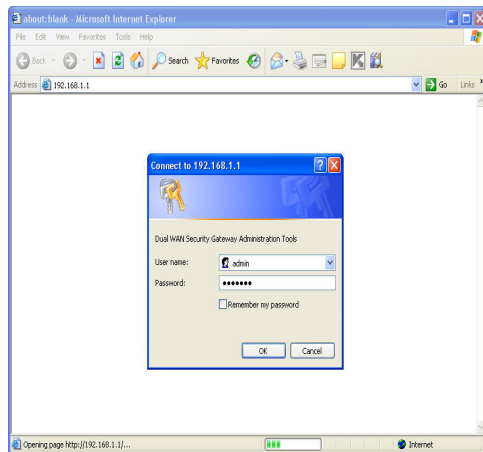 about:blank - Microsoft Internet Explorer
File Edit View Favorites Tools Help
Back Search Favorites
Address 192.168.1.1 Go Links »
Connect to 192.168.1.1
Dual WAN Security Gateway Administration Tools
User name: admin
Password: •••••••
Remember my password
OK Cancel
Opening page http://192.168.1.1/... Internet